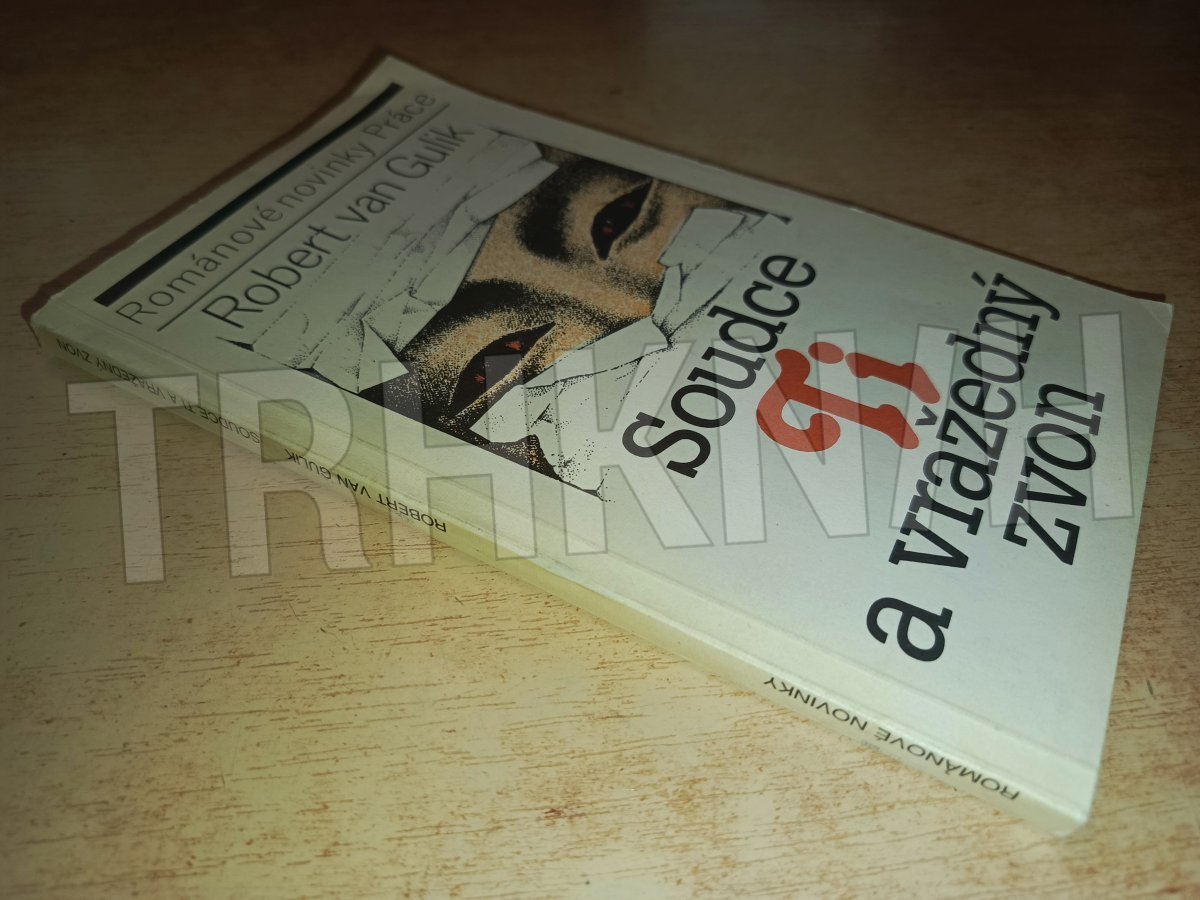 Románové novinky Práce
Robert van Gulik
Soudce
Ti
a vražedný
zvon
ROBERT VAN GULIK
SOUDCE TI A VRAŽEDNÝ ZVON
ROMÁNOVÉ NOVINKY
TRHKNIH